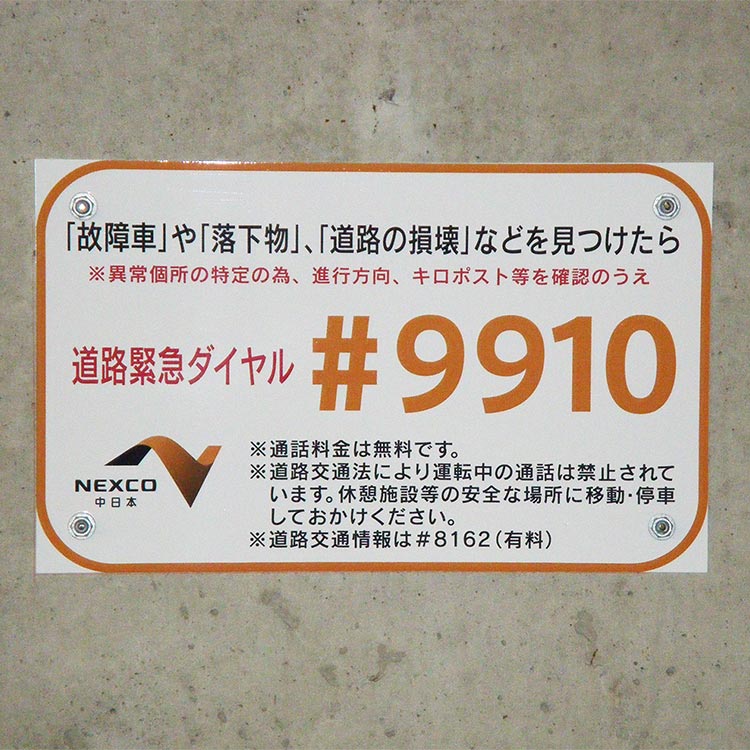 「故障車」や「落下物」、「道路の損壊」などを見つけたら
※異常個所の特定の為、進行方向、キロポスト等を確認のうえ
道路緊急ダイヤル #9910
NEXCO
中日本
※通話料金は無料です。
※道路交通法により運転中の通話は禁止されて
います。休憩施設等の安全な場所に移動・停車
しておかけください。
※道路交通情報は#8162(有料)